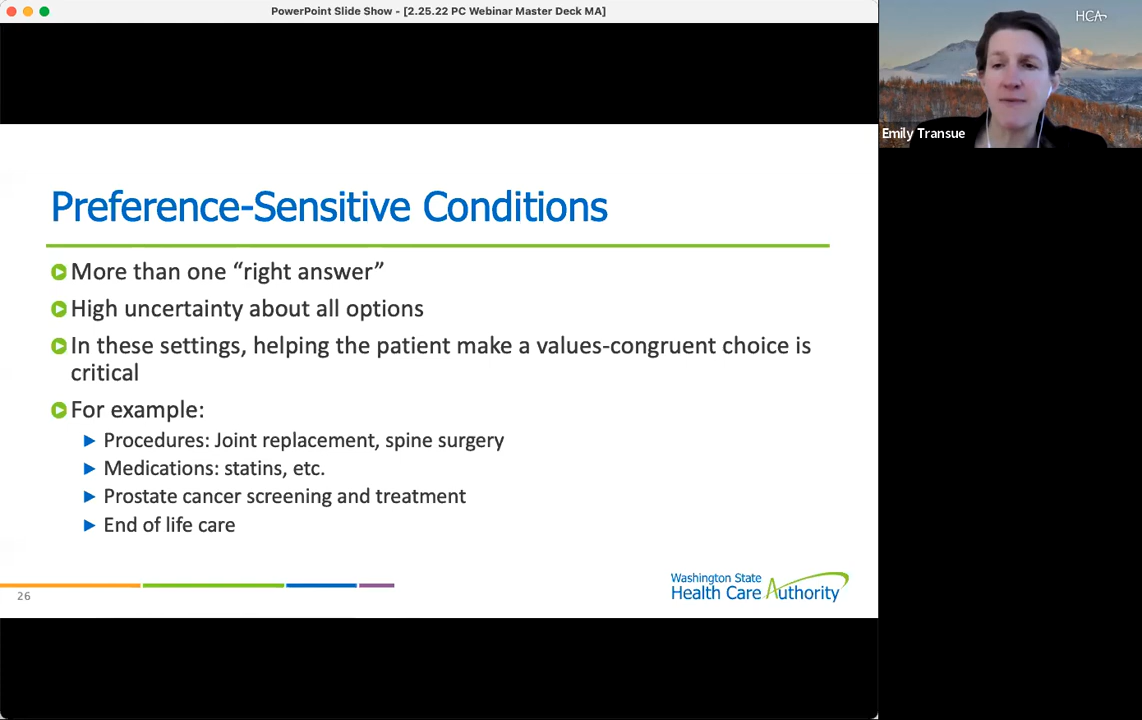 PowerPoint Slide Show - [2.25.22 PC Webinar Master Deck MA]
HCA
Emily Transue
Preference-Sensitive Conditions
More than one “right answer”
High uncertainty about all options
In these settings, helping the patient make a values-congruent choice is
critical
For example:
Procedures: Joint replacement, spine surgery
Medications: statins, etc.
Prostate cancer screening and treatment
End of life care
26
Washington State
Health Care Authority